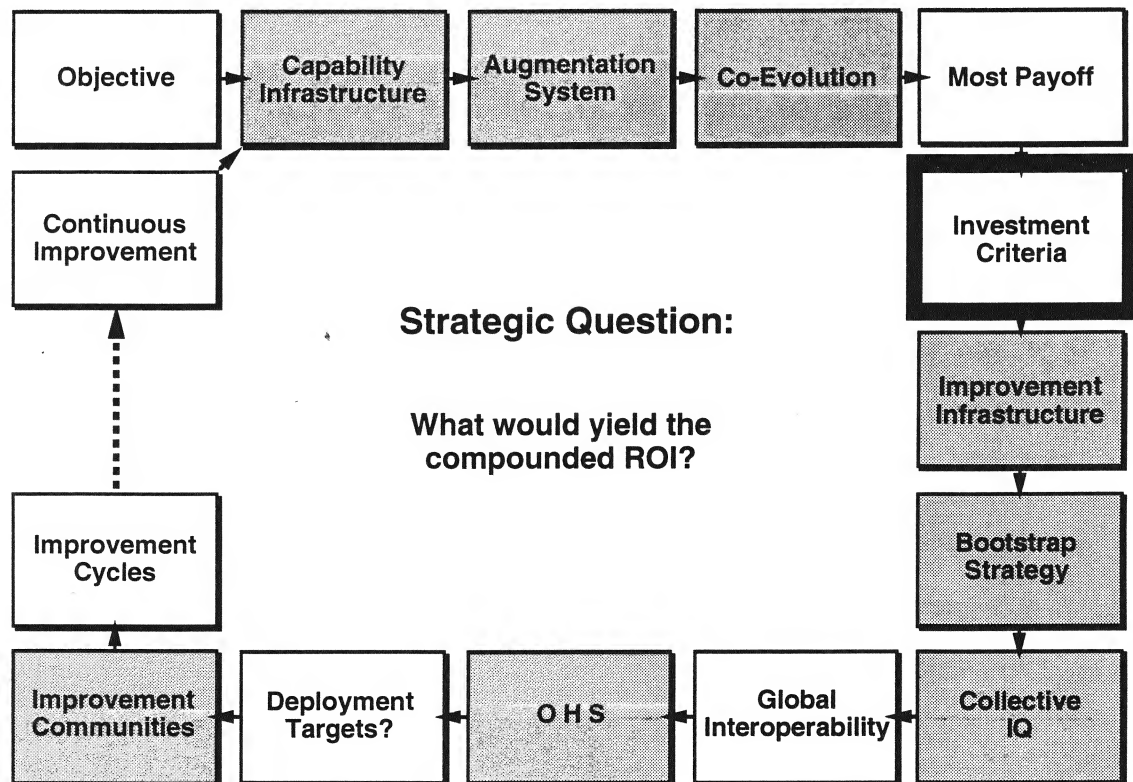 Objective
Capability
Infrastructure
Augmentation
System
Co-Evolution
Most Payoff
Continuous
Improvement
Investment
Criteria
Strategic Question:
What would yield the
compounded ROI?
Improvement
Infrastructure
Improvement
Cycles
Bootstrap
Strategy
Improvement
Communities
Deployment
Targets?
O H S
Global
Interoperability
Collective
IQ